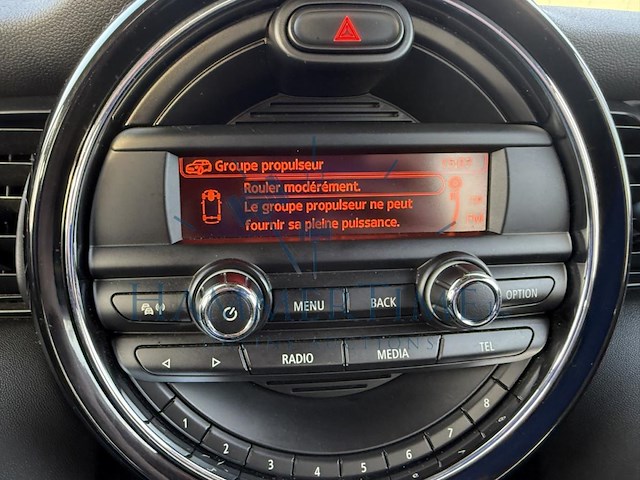 Groupe propulseur
Rouler modérément.
Le groupe propulseur ne peut
fournir sa pleine puissance.
MENU
BACK
OPTION
RADIO
MEDIA
TEL
1
2
3
4
5
6
7
8